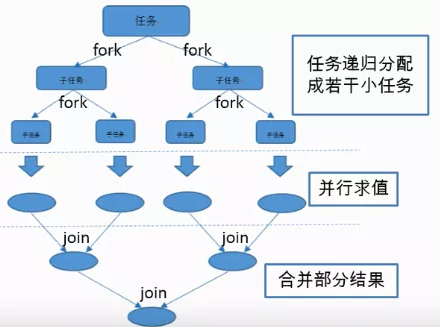 任务
fork
fork
子任务
子任务
fork
fork
子任务
子任务
子任务
子任务
任务递归分配
成若干小任务
并行求值
join
join
合并部分结果
join